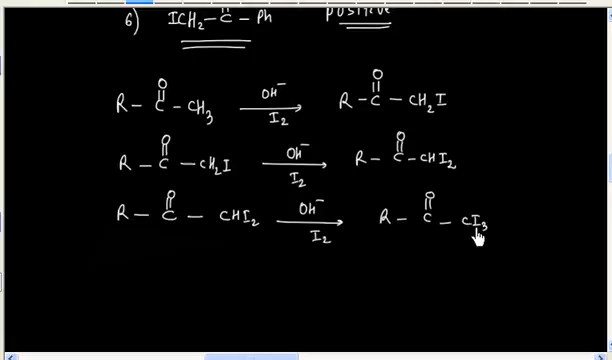 6) ICH₂ – C – Ph positive
O O
R – C – CH₃ OH⁻ I₂ R – C – CH₂I
O O
R – C – CH₂I OH⁻ I₂ R – C – CHI₂
O O
R – C – CHI₂ OH⁻ I₂ R – C – CI₃